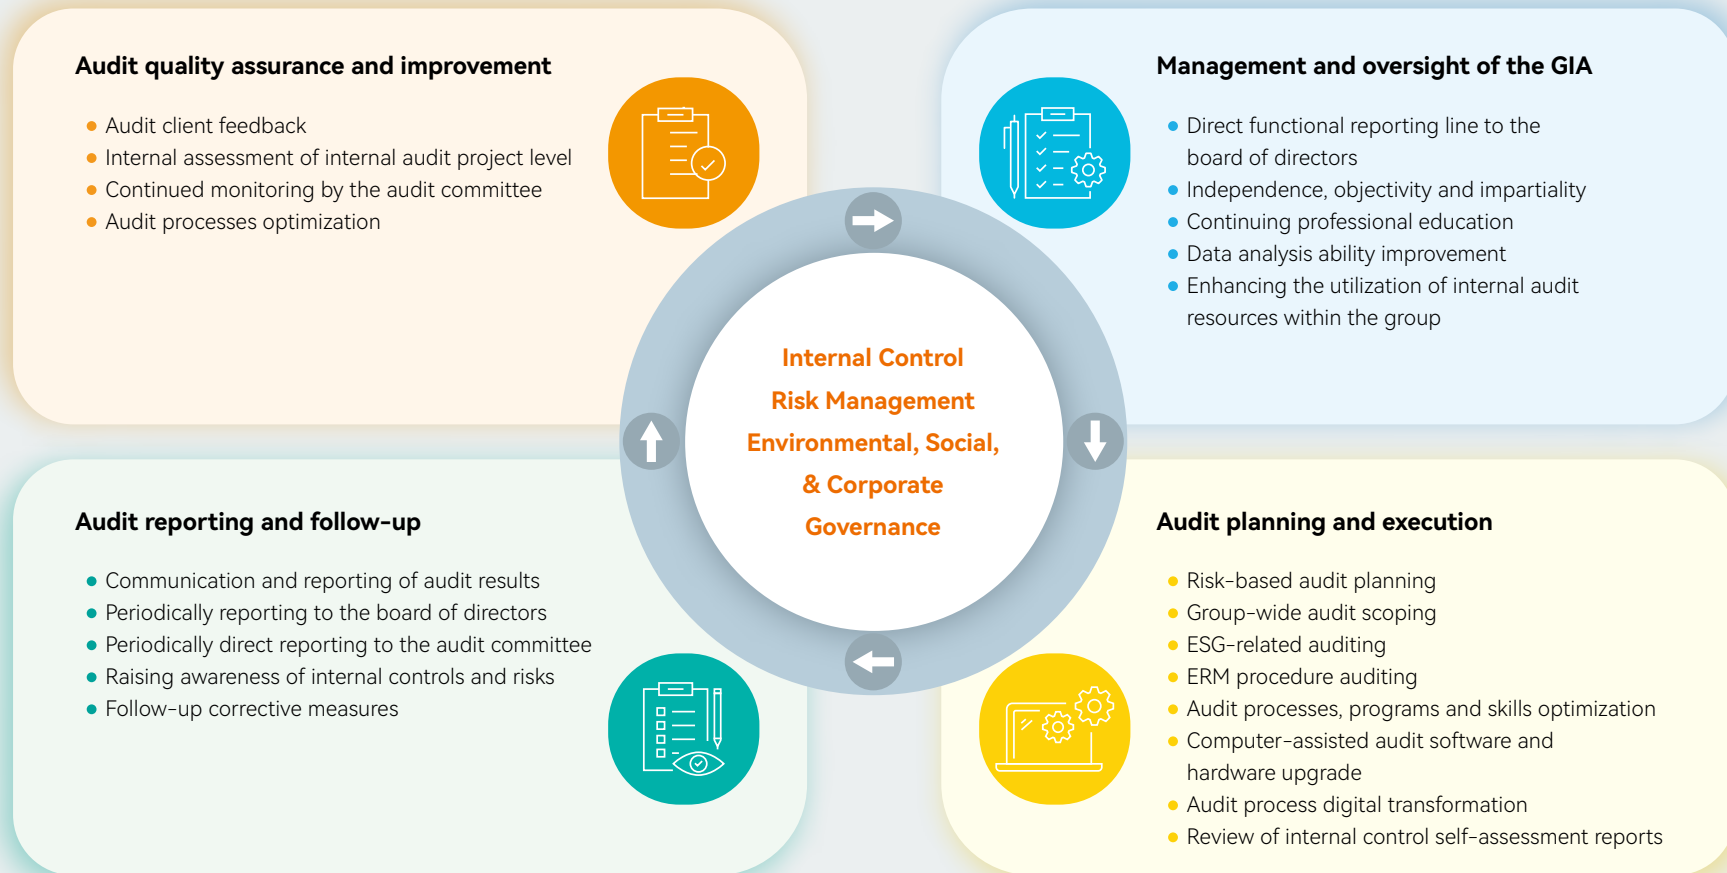 Audit quality assurance and improvement
Audit client feedback
Internal assessment of internal audit project level
Continued monitoring by the audit committee
Audit processes optimization
Management and oversight of the GIA
Direct functional reporting line to the
board of directors
Independence, objectivity and impartiality
Continuing professional education
Data analysis ability improvement
Enhancing the utilization of internal audit
resources within the group
Internal Control
Risk Management
Environmental, Social,
& Corporate
Governance
Audit reporting and follow-up
Communication and reporting of audit results
Periodically reporting to the board of directors
Periodically direct reporting to the audit committee
Raising awareness of internal controls and risks
Follow-up corrective measures
Audit planning and execution
Risk-based audit planning
Group-wide audit scoping
ESG-related auditing
ERM procedure auditing
Audit processes, programs and skills optimization
Computer-assisted audit software and
hardware upgrade
Audit process digital transformation
Review of internal control self-assessment reports